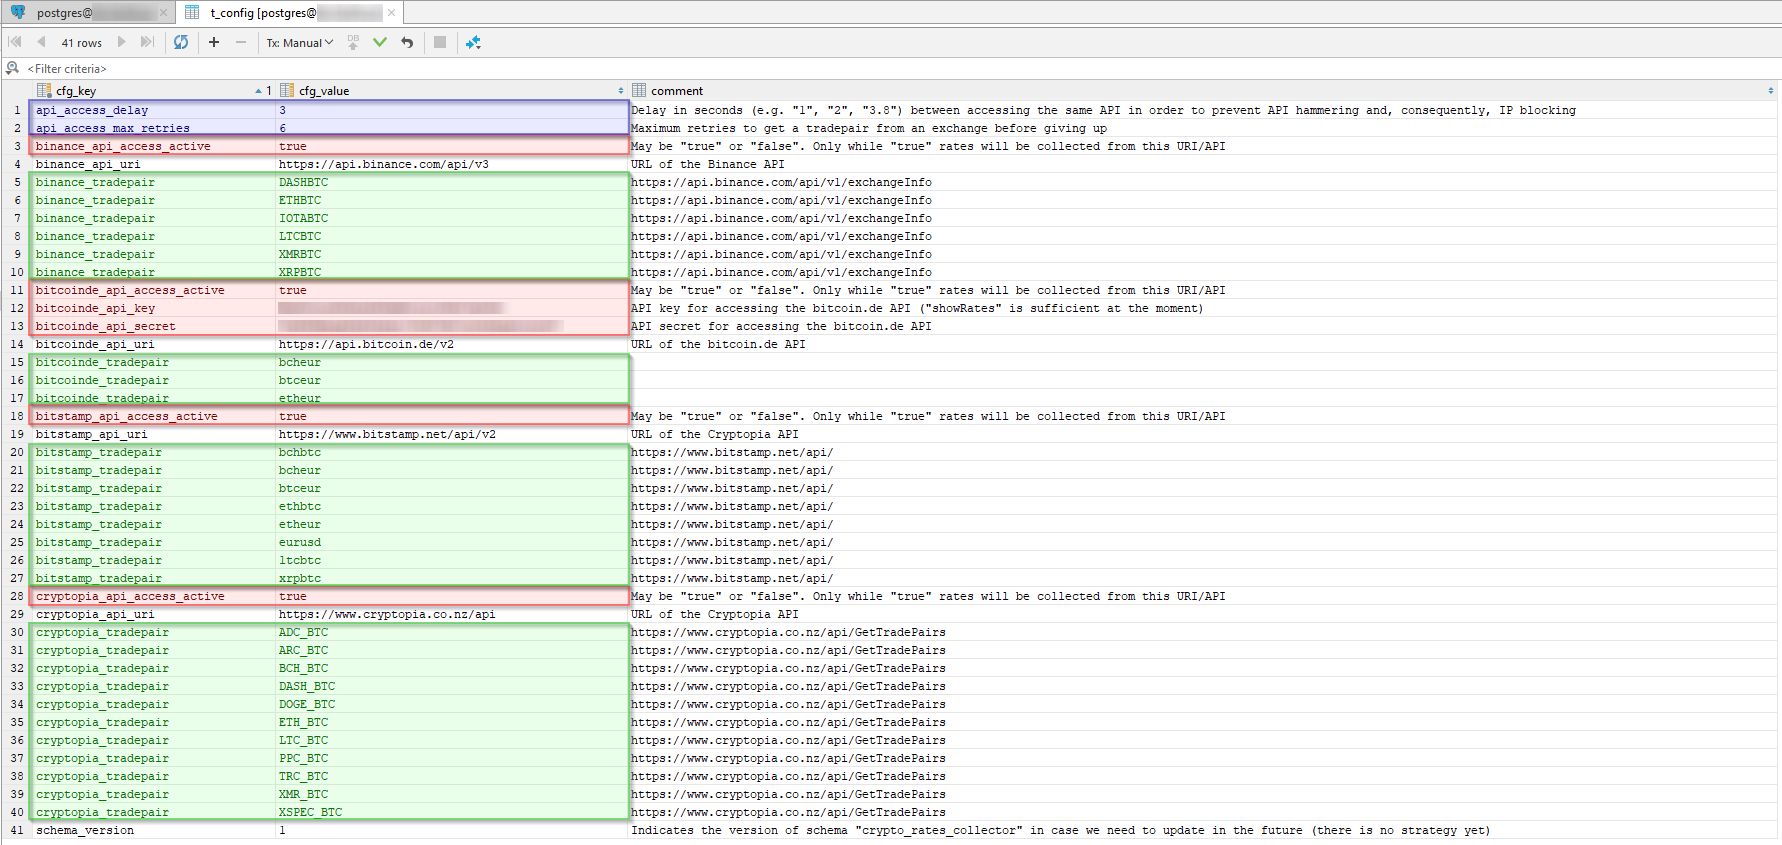 postgres@
t_config [postgres@
41 rows Tx: Manual DB
<Filter criteria>
cfg_key 1 cfg_value comment
1 api_access_delay 3 Delay in seconds (e.g. "1", "2", "3.8") between accessing the same API in order to prevent API hammering and, consequently, IP blocking
2 api_access_max_retries 6 Maximum retries to get a tradepair from an exchange before giving up
3 binance_api_access_active true May be "true" or "false". Only while "true" rates will be collected from this URI/API
4 binance_api_uri https://api.binance.com/api/v3 URL of the Binance API
5 binance_tradepair DASHBTC https://api.binance.com/api/v1/exchangeInfo
6 binance_tradepair ETHBTC https://api.binance.com/api/v1/exchangeInfo
7 binance_tradepair IOTABTC https://api.binance.com/api/v1/exchangeInfo
8 binance_tradepair LTCBTC https://api.binance.com/api/v1/exchangeInfo
9 binance_tradepair XMRBTC https://api.binance.com/api/v1/exchangeInfo
10 binance_tradepair XRPBTC https://api.binance.com/api/v1/exchangeInfo
11 bitcoinde_api_access_active true May be "true" or "false". Only while "true" rates will be collected from this URI/API
12 bitcoinde_api_key API key for accessing the bitcoin.de API ("showRates" is sufficient at the moment)
13 bitcoinde_api_secret API secret for accessing the bitcoin.de API
14 bitcoinde_api_uri https://api.bitcoin.de/v2 URL of the bitcoin.de API
15 bitcoinde_tradepair bcheur
16 bitcoinde_tradepair btceur
17 bitcoinde_tradepair etheur
18 bitstamp_api_access_active true May be "true" or "false". Only while "true" rates will be collected from this URI/API
19 bitstamp_api_uri https://www.bitstamp.net/api/v2 URL of the Cryptopia API
20 bitstamp_tradepair bchbtc https://www.bitstamp.net/api/
21 bitstamp_tradepair bcheur https://www.bitstamp.net/api/
22 bitstamp_tradepair btceur https://www.bitstamp.net/api/
23 bitstamp_tradepair ethbtc https://www.bitstamp.net/api/
24 bitstamp_tradepair etheur https://www.bitstamp.net/api/
25 bitstamp_tradepair eurusd https://www.bitstamp.net/api/
26 bitstamp_tradepair ltcbtc https://www.bitstamp.net/api/
27 bitstamp_tradepair xrpbtc https://www.bitstamp.net/api/
28 cryptopia_api_access_active true May be "true" or "false". Only while "true" rates will be collected from this URI/API
29 cryptopia_api_uri https://www.cryptopia.co.nz/api URL of the Cryptopia API
30 cryptopia_tradepair ADC_BTC https://www.cryptopia.co.nz/api/GetTradePairs
31 cryptopia_tradepair ARC_BTC https://www.cryptopia.co.nz/api/GetTradePairs
32 cryptopia_tradepair BCH_BTC https://www.cryptopia.co.nz/api/GetTradePairs
33 cryptopia_tradepair DASH_BTC https://www.cryptopia.co.nz/api/GetTradePairs
34 cryptopia_tradepair DOGE_BTC https://www.cryptopia.co.nz/api/GetTradePairs
35 cryptopia_tradepair ETH_BTC https://www.cryptopia.co.nz/api/GetTradePairs
36 cryptopia_tradepair LTC_BTC https://www.cryptopia.co.nz/api/GetTradePairs
37 cryptopia_tradepair PPC_BTC https://www.cryptopia.co.nz/api/GetTradePairs
38 cryptopia_tradepair TRC_BTC https://www.cryptopia.co.nz/api/GetTradePairs
39 cryptopia_tradepair XMR_BTC https://www.cryptopia.co.nz/api/GetTradePairs
40 cryptopia_tradepair XSPEC_BTC https://www.cryptopia.co.nz/api/GetTradePairs
41 schema_version 1 Indicates the version of schema "crypto_rates_collector" in case we need to update in the future (there is no strategy yet)